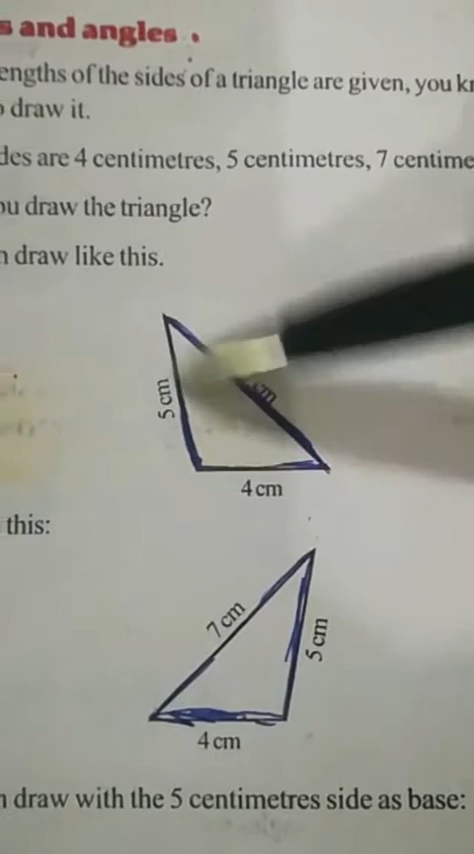 s and angles
engths of the sides of a triangle are given, you
draw it.
des are 4 centimetres, 5 centimetres, 7 centime
ou draw the triangle?
n draw like this.
5 cm
cm
4 cm
this:
7 cm
5 cm
4 cm
n draw with the 5 centimetres side as base: